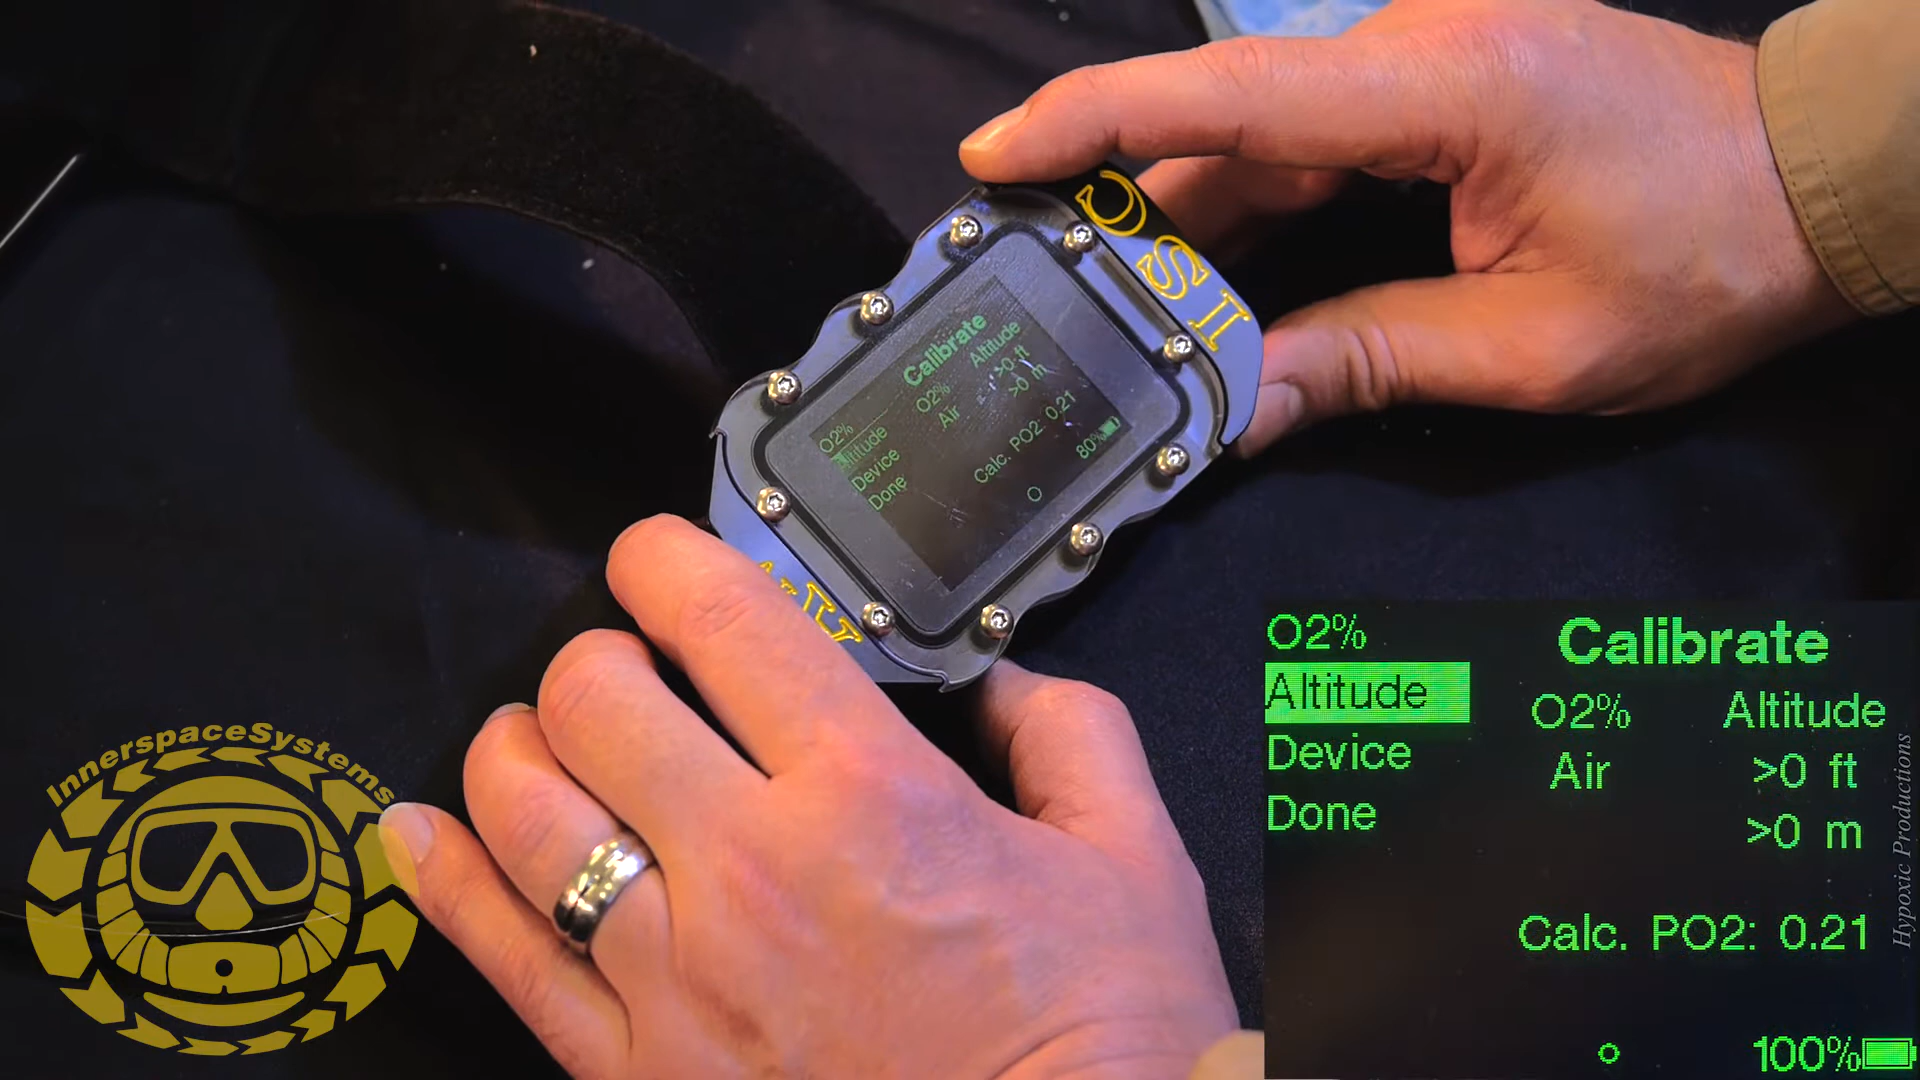 ISC
Calibrate
O2%
Altitude
Device
Done
O2%
Air
Altitude
>0 ft
>0 m
Calc. PO2: 0.21
80%
InnerspaceSystems
O2%
Altitude
Device
Done
Calibrate
O2% Altitude
Air >0 ft
>0 m
Calc. PO2: 0.21
100%
Hypoxic Productions